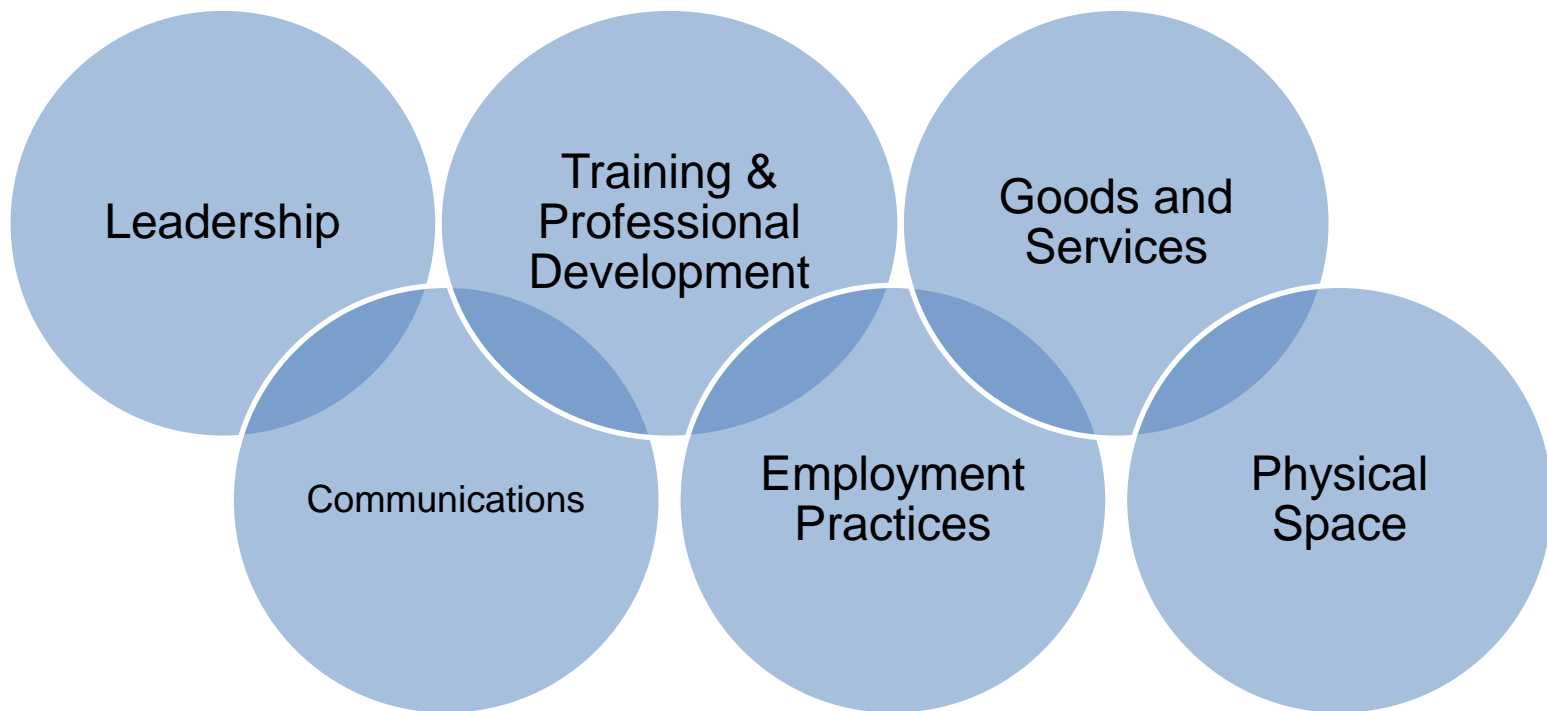 Leadership
Training &
Professional
Development
Goods and
Services
Communications
Employment
Practices
Physical
Space